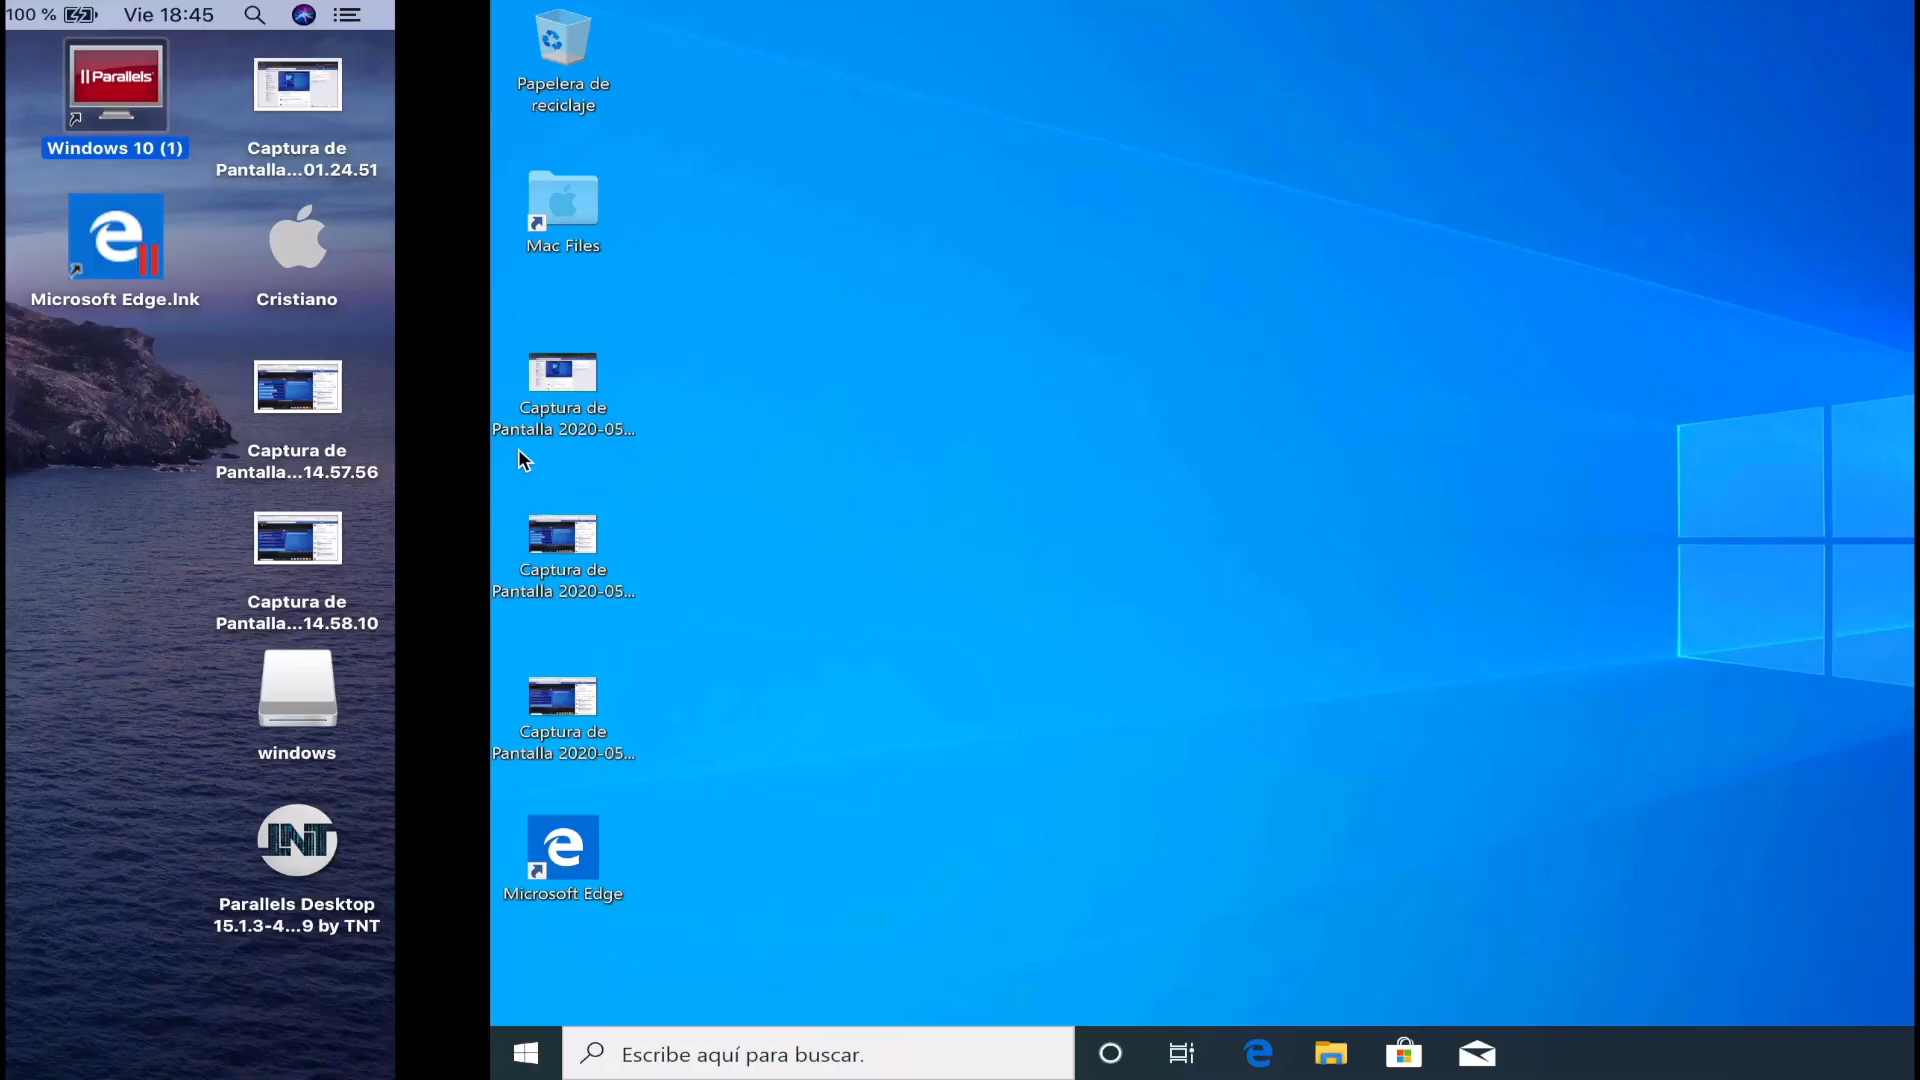 100 %
Vie 18:45
Parallels
Windows 10 (1)
Captura de
Pantalla...01.24.51
Microsoft Edge.lnk
Cristiano
Captura de
Pantalla...14.57.56
Captura de
Pantalla...14.58.10
windows
TNT
Parallels Desktop
15.1.3-4...9 by TNT
Papelera de
reciclaje
Mac Files
Captura de
Pantalla 2020-05...
Captura de
Pantalla 2020-05...
Captura de
Pantalla 2020-05...
Microsoft Edge
Escribe aquí para buscar.